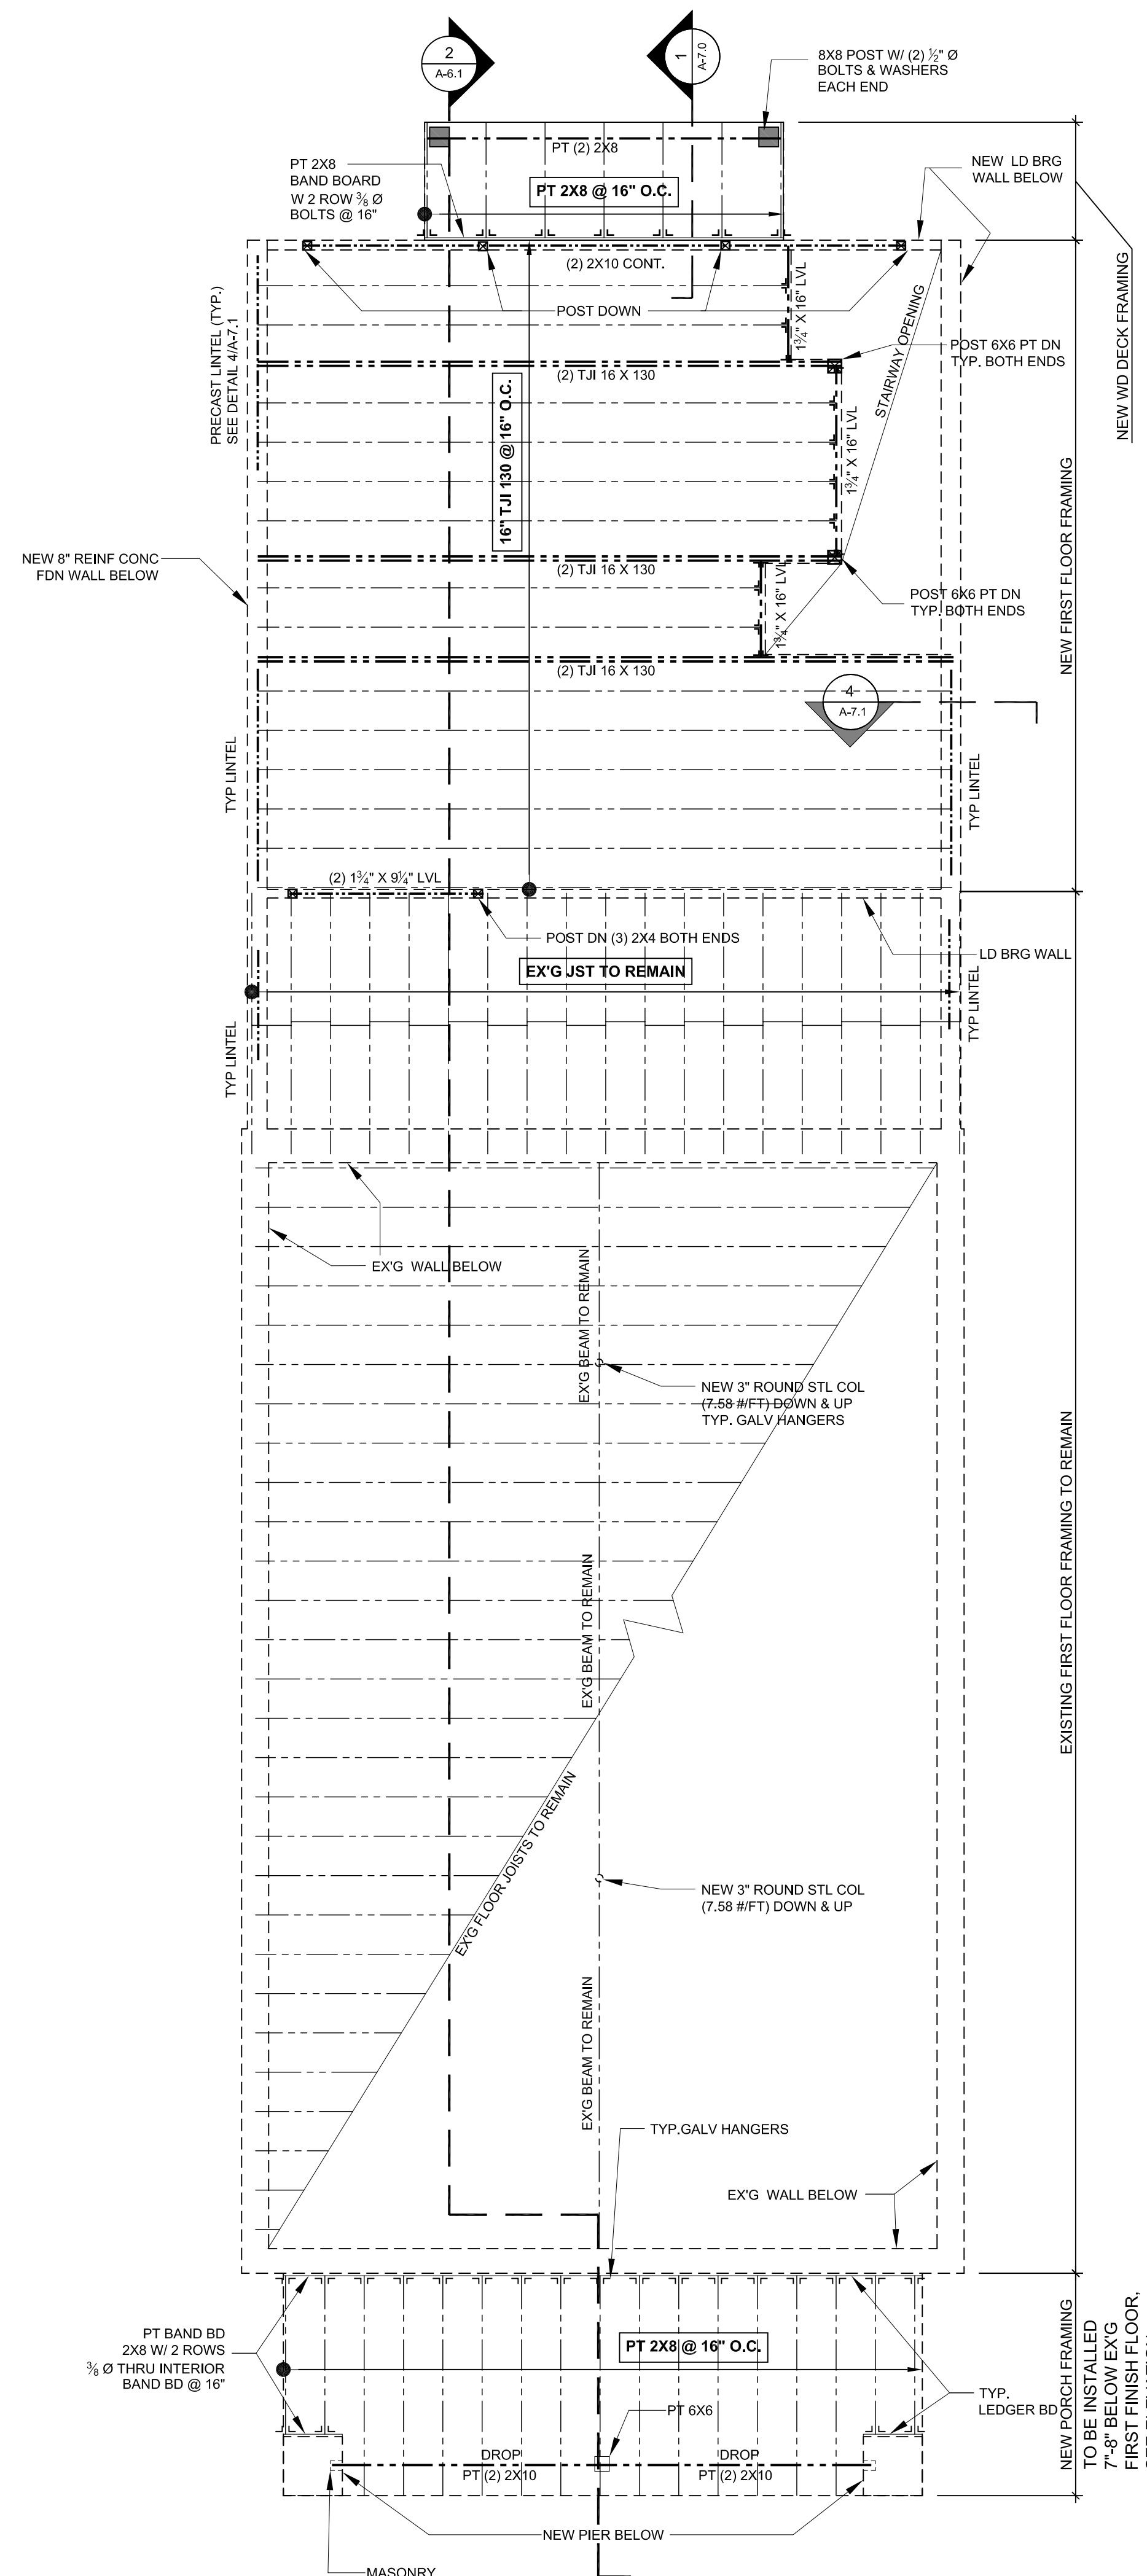 2
A-6.1
1
A-7.0
8X8 POST W/ (2) ½" Ø
BOLTS & WASHERS
EACH END
PT (2) 2X8
PT 2X8
BAND BOARD
W 2 ROW ⅜ Ø
BOLTS @ 16"
PT 2X8 @ 16" O.C.
NEW LD BRG
WALL BELOW
(2) 2X10 CONT.
POST DOWN
PRECAST LINTEL (TYP.)
SEE DETAIL 4/A-7.1
1¾" X 16" LVL
STAIRWAY OPENING
POST 6X6 PT DN
TYP. BOTH ENDS
NEW WD DECK FRAMING
(2) TJI 16 X 130
16" TJI 130 @ 16" O.C.
1¾" X 16" LVL
NEW FIRST FLOOR FRAMING
NEW 8" REINF CONC
FDN WALL BELOW
(2) TJI 16 X 130
1¾" X 16" LVL
POST 6X6 PT DN
TYP. BOTH ENDS
(2) TJI 16 X 130
4
A-7.1
TYP LINTEL
TYP LINTEL
(2) 1¾" X 9¼" LVL
POST DN (3) 2X4 BOTH ENDS
LD BRG WALL
EX'G JST TO REMAIN
TYP LINTEL
TYP LINTEL
EX'G WALL BELOW
EX'G BEAM TO REMAIN
NEW 3" ROUND STL COL
(7.58 #/FT) DOWN & UP
TYP. GALV HANGERS
EXISTING FIRST FLOOR FRAMING TO REMAIN
EX'G BEAM TO REMAIN
EX'G FLOOR JOISTS TO REMAIN
NEW 3" ROUND STL COL
(7.58 #/FT) DOWN & UP
EX'G BEAM TO REMAIN
TYP.GALV HANGERS
EX'G WALL BELOW
PT BAND BD
2X8 W/ 2 ROWS
⅜ Ø THRU INTERIOR
BAND BD @ 16"
PT 2X8 @ 16" O.C.
TYP.
LEDGER BD
PT 6X6
NEW PORCH FRAMING
TO BE INSTALLED
7"-8" BELOW EX'G
FIRST FINISH FLOOR,
DROP
PT (2) 2X10
DROP
PT (2) 2X10
NEW PIER BELOW
MASONRY